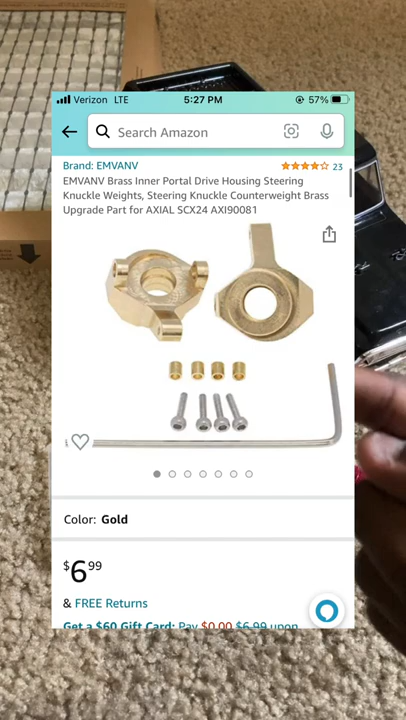 Verizon LTE 5:27 PM 57%
Search Amazon
Brand: EMVANV 23
EMVANV Brass Inner Portal Drive Housing Steering
Knuckle Weights, Steering Knuckle Counterweight Brass
Upgrade Part for AXIAL SCX24 AXI90081
Color: Gold
$6 99
& FREE Returns
Get a $60 Gift Card: Pay $0.00 $6.99 upon